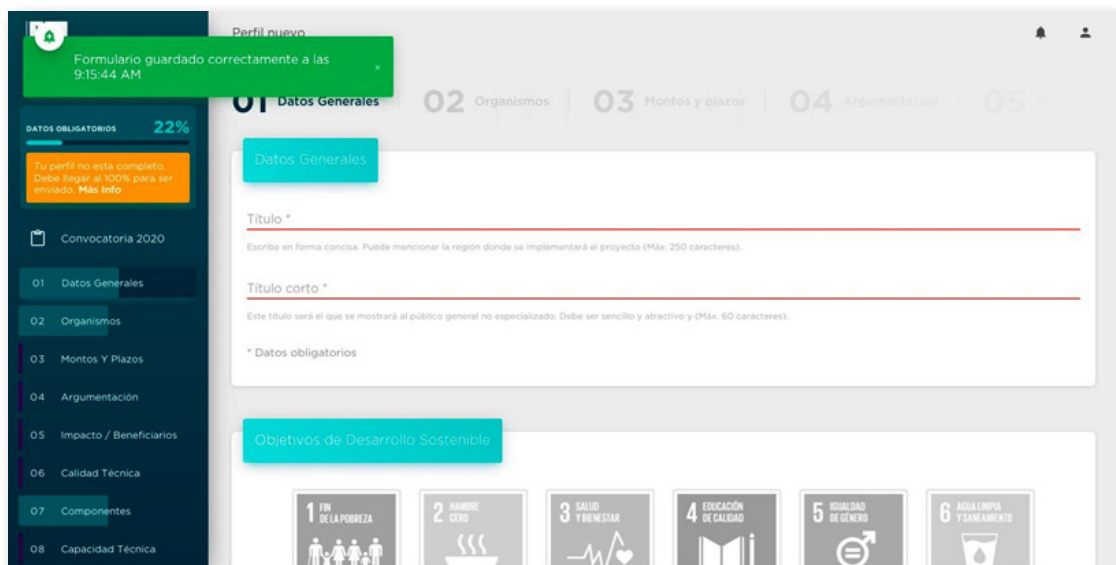 Perfil nuevo
Formulario guardado correctamente a las
9:15:44 AM
×
01 Datos Generales
02 Organismos
03 Montos y plazos
04 Argumentación
05
DATOS OBLIGATORIOS 22%
Tu perfil no esta completo.
Debe llegar al 100% para ser
enviado. Más Info
Convocatoria 2020
01 Datos Generales
02 Organismos
03 Montos Y Plazos
04 Argumentación
05 Impacto / Beneficiarios
06 Calidad Técnica
07 Componentes
08 Capacidad Técnica
Datos Generales
Título *
Escribe en forma concisa. Puede mencionar la región donde se implementará el proyecto (Máx. 250 caracteres).
Título corto *
Este título será el que se mostrará al público general no especializado. Debe ser sencillo y atractivo y (Máx. 60 caracteres).
* Datos obligatorios
Objetivos de Desarrollo Sostenible
1 FIN
DE LA POBREZA
2 HAMBRE
CERO
3 SALUD
Y BIENESTAR
4 EDUCACIÓN
DE CALIDAD
5 IGUALDAD
DE GÉNERO
6 AGUA LIMPIA
Y SANEAMIENTO